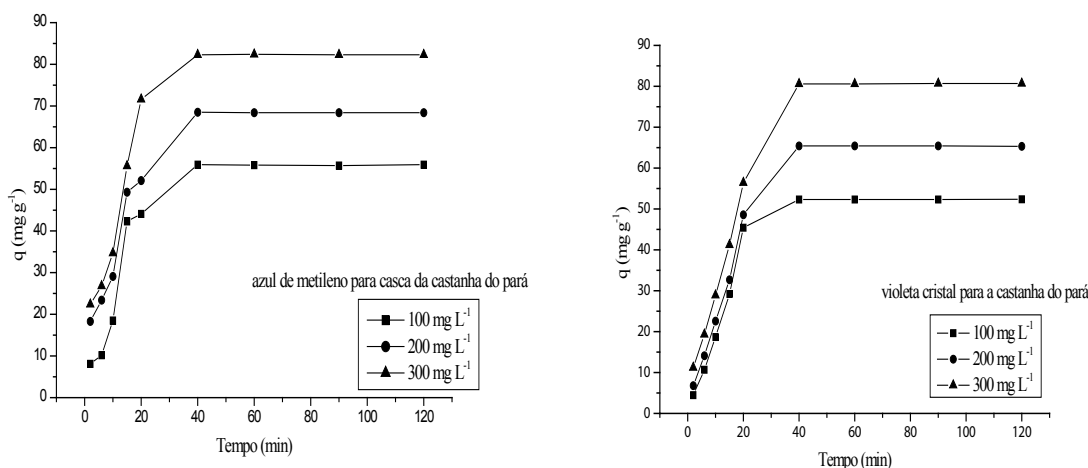 90
80
70
60
50
40
30
20
10
0
q (mg g⁻¹)
azul de metileno para casca da castanha do pará
100 mg L⁻¹
200 mg L⁻¹
300 mg L⁻¹
0 20 40 60 80 100 120
Tempo (min)
90
80
70
60
50
40
30
20
10
0
q (mg g⁻¹)
violeta cristal para a castanha do pará
100 mg L⁻¹
200 mg L⁻¹
300 mg L⁻¹
0 20 40 60 80 100 120
Tempo (min)